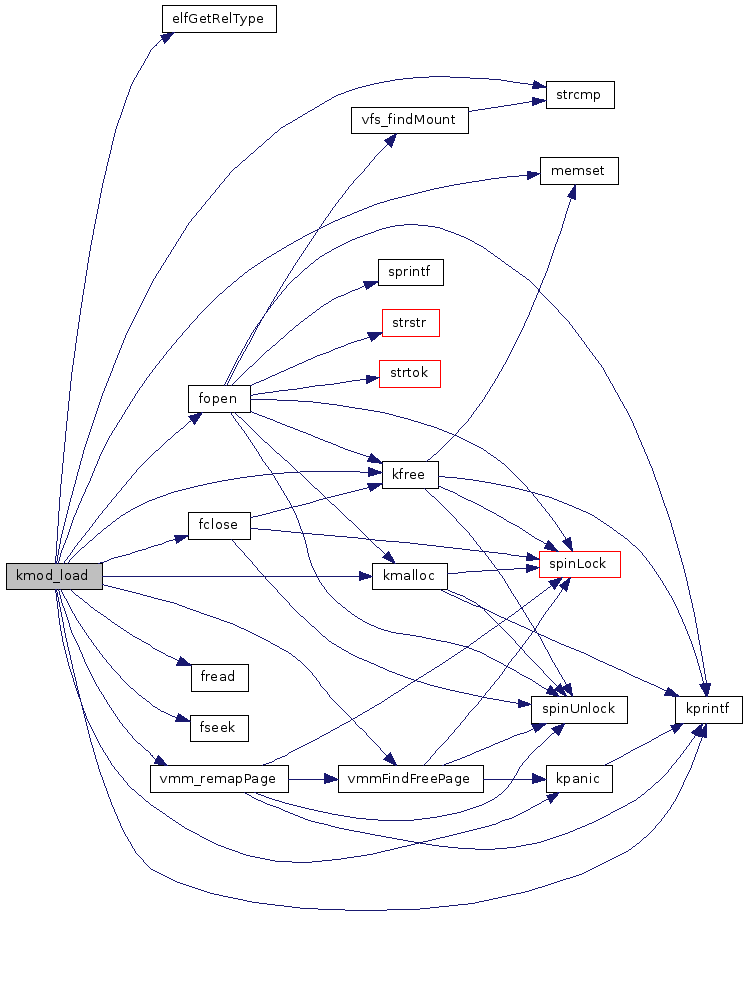 elfGetRelType
strcmp
vfs_findMount
memset
sprintf
strstr
strtok
fopen
kfree
fclose
spinLock
kmod_load
kmalloc
fread
spinUnlock
kprintf
fseek
vmm_remapPage
vmmFindFreePage
kpanic